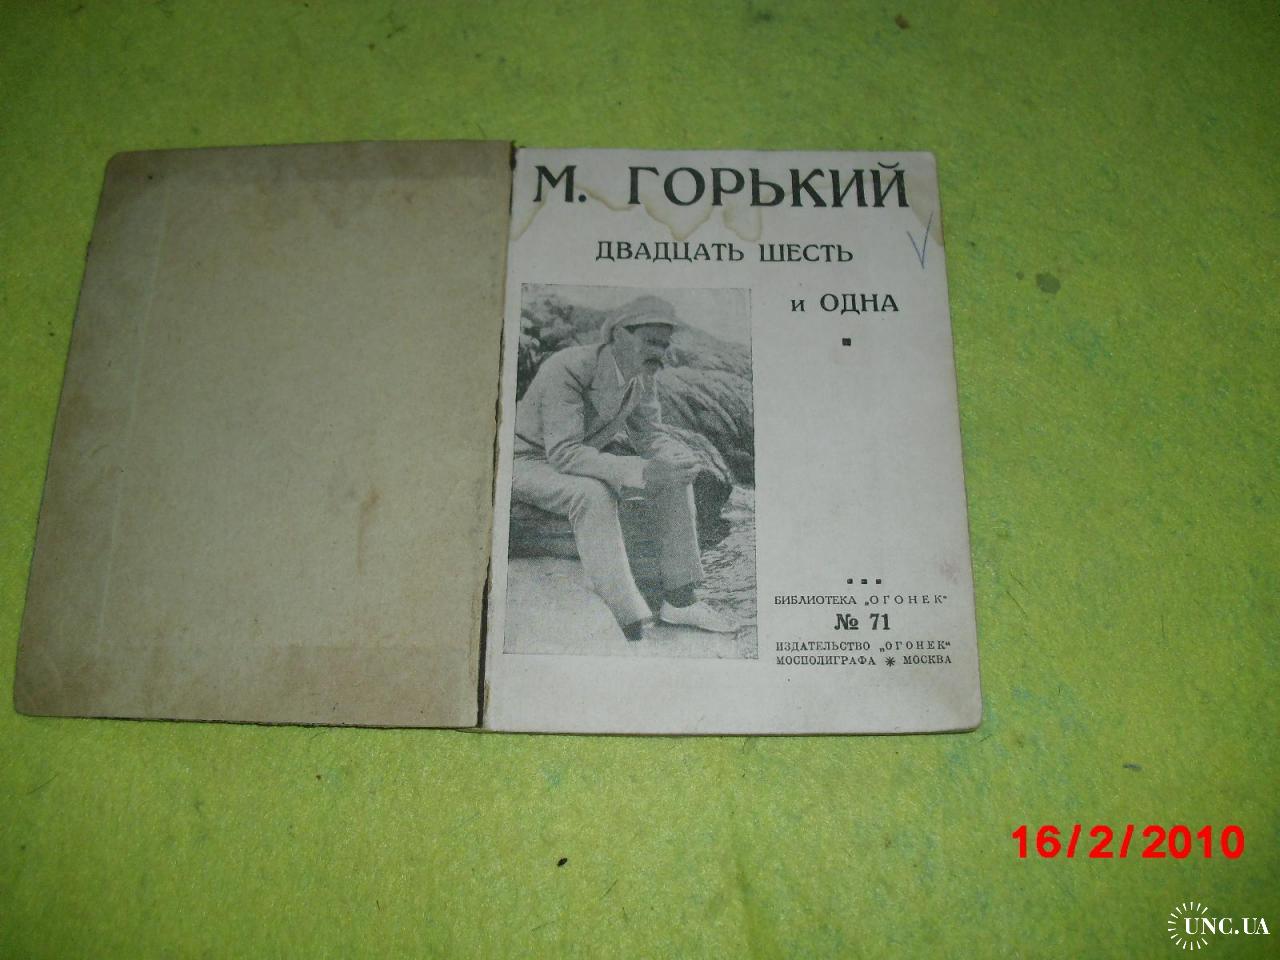 М. ГОРЬКИЙ
ДВАДЦАТЬ ШЕСТЬ
и ОДНА
БИБЛИОТЕКА „ОГОНЕК“
№ 71
ИЗДАТЕЛЬСТВО „ОГОНЕК“
МОСПОЛИГРАФА ✳ МОСКВА
16/2/2010
UNC.UA